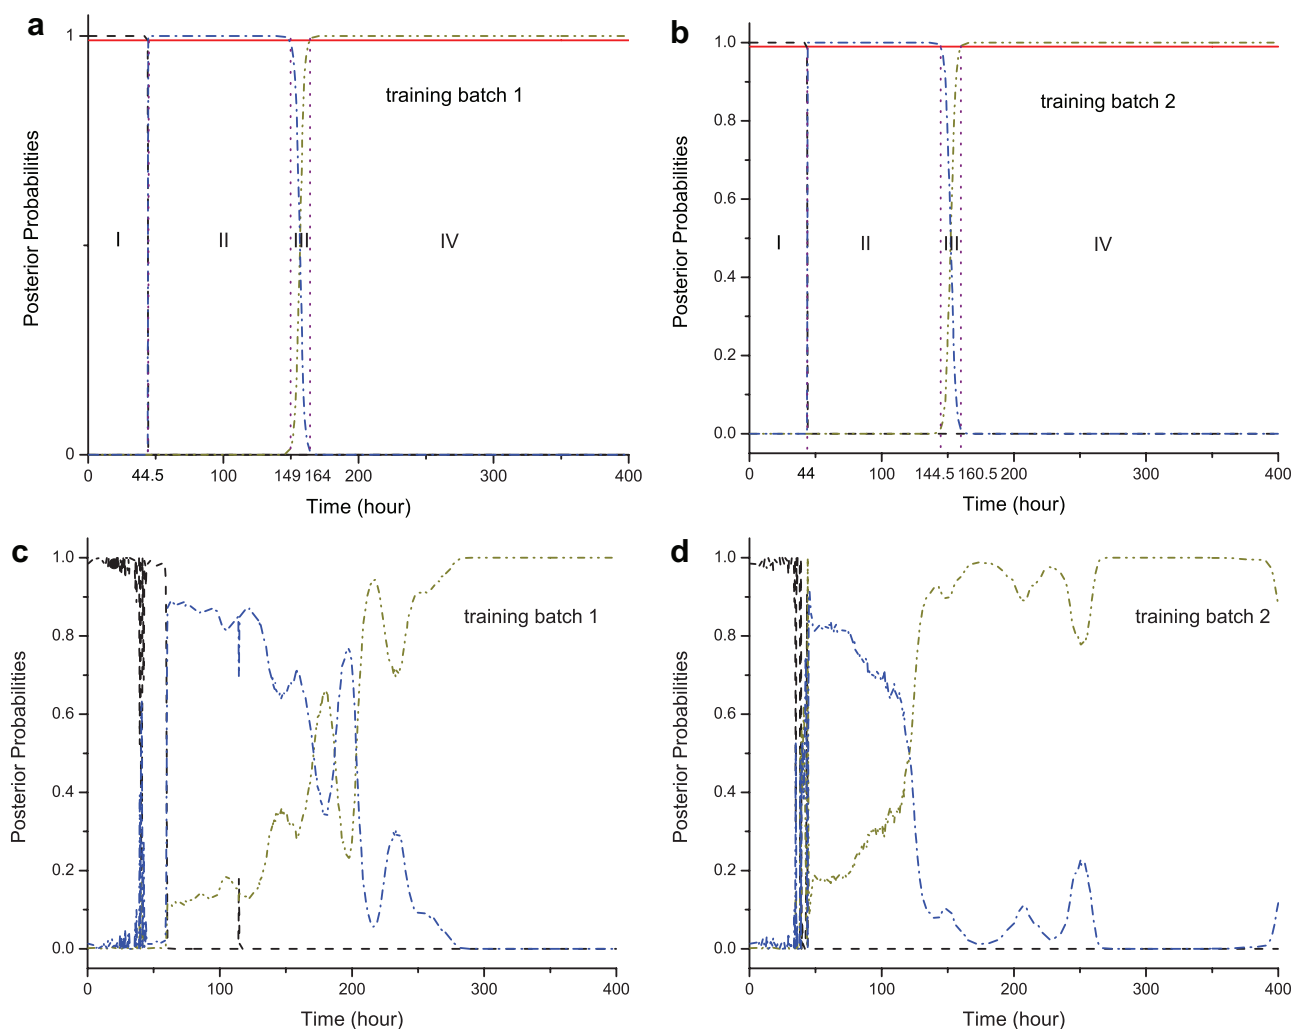 a
1
training batch 1
Posterior Probabilities
I
II
III
IV
0
0
44.5
100
149
164
200
300
400
Time (hour)
b
1.0
training batch 2
0.8
Posterior Probabilities
0.6
I
II
III
IV
0.4
0.2
0.0
0
44
100
144.5
160.5
200
300
400
Time (hour)
c
1.0
training batch 1
0.8
Posterior Probabilities
0.6
0.4
0.2
0.0
0
100
200
300
400
Time (hour)
d
1.0
training batch 2
0.8
Posterior Probabilities
0.6
0.4
0.2
0.0
0
100
200
300
400
Time (hour)